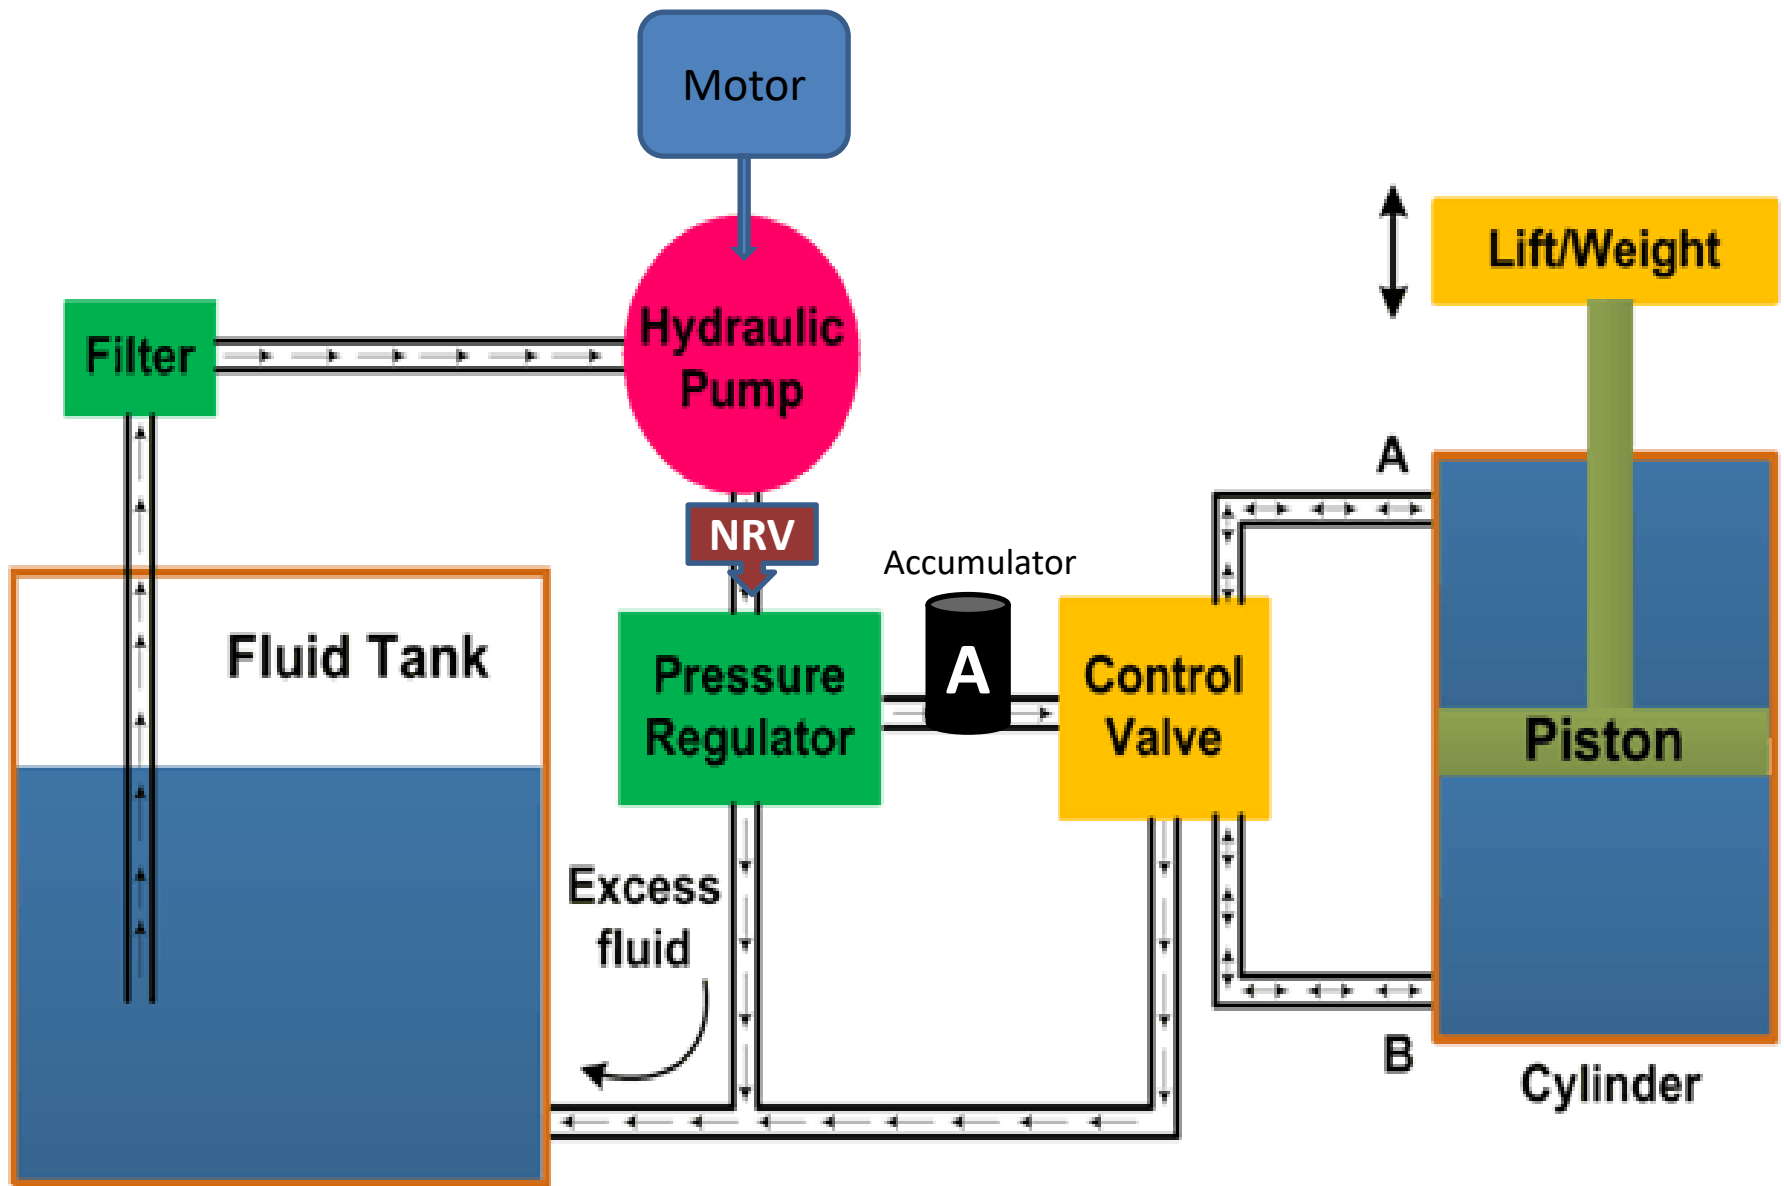 Motor
Hydraulic
Pump
Filter
NRV
Accumulator
A
Lift/Weight
A
Fluid Tank
Pressure
Regulator
Control
Valve
Piston
Excess
fluid
B
Cylinder